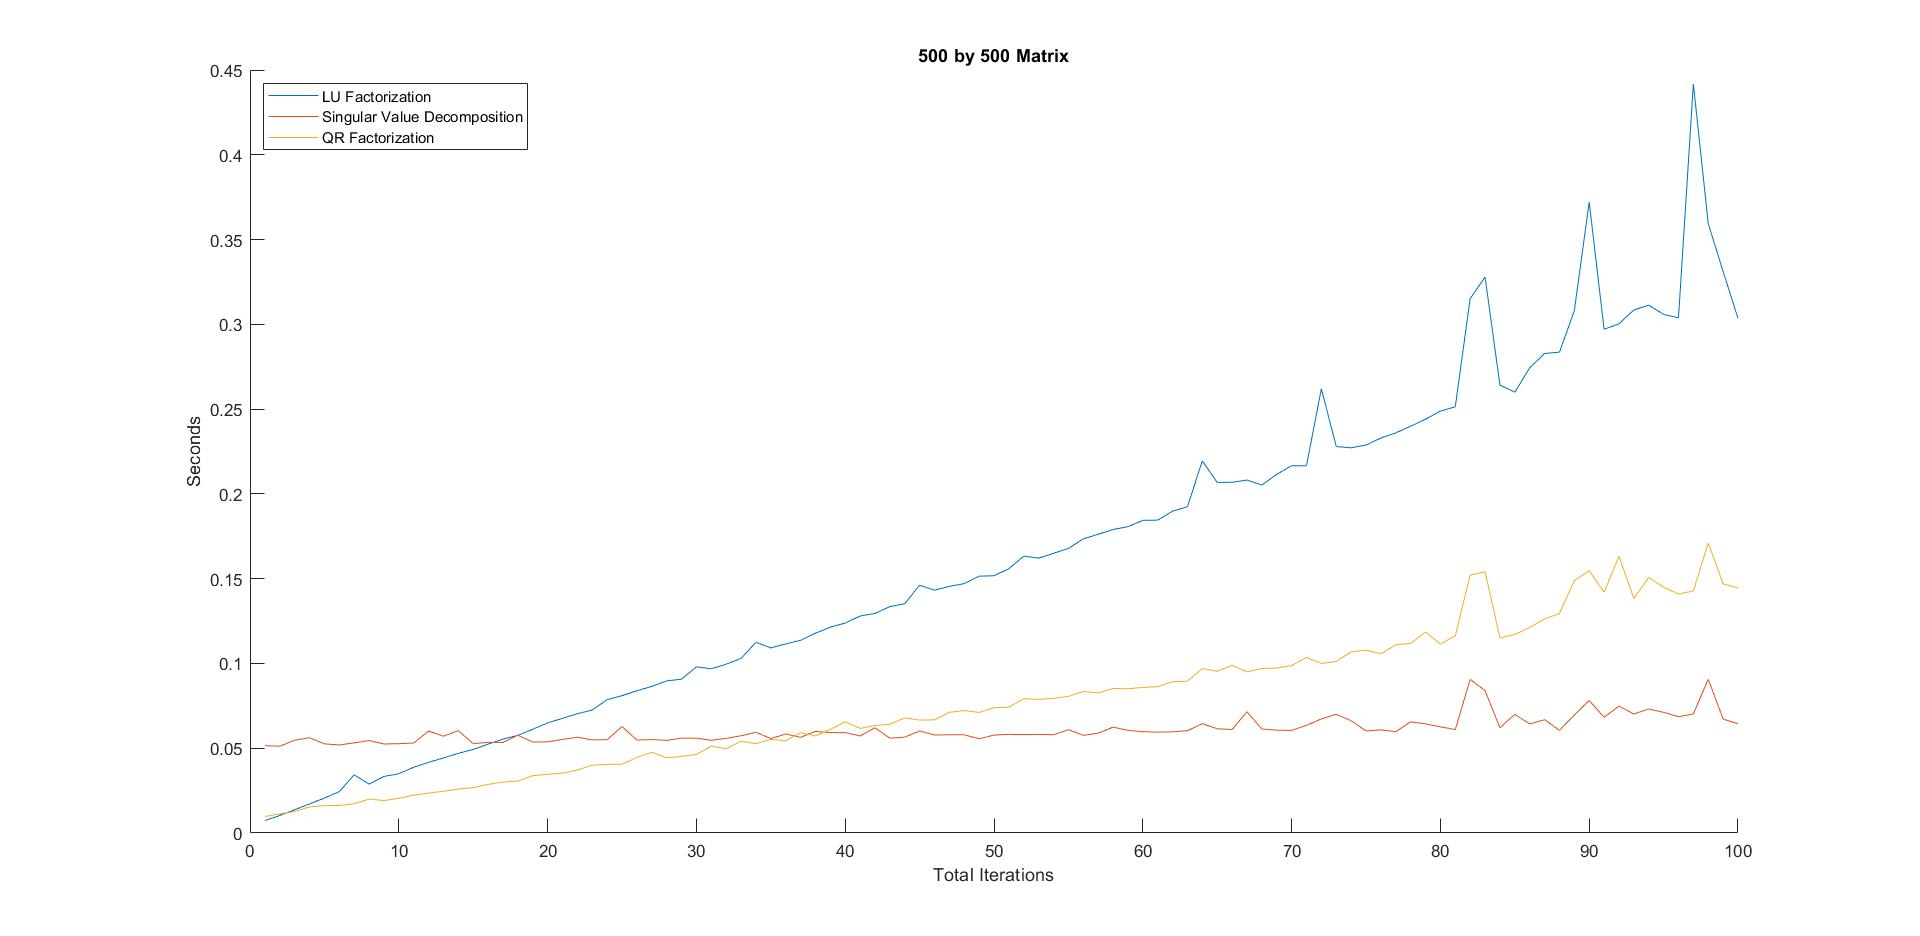 500 by 500 Matrix
0.45
0.4
0.35
0.3
0.25
0.2
0.15
0.1
0.05
0
LU Factorization
Singular Value Decomposition
QR Factorization
Seconds
0 10 20 30 40 50 60 70 80 90 100
Total Iterations